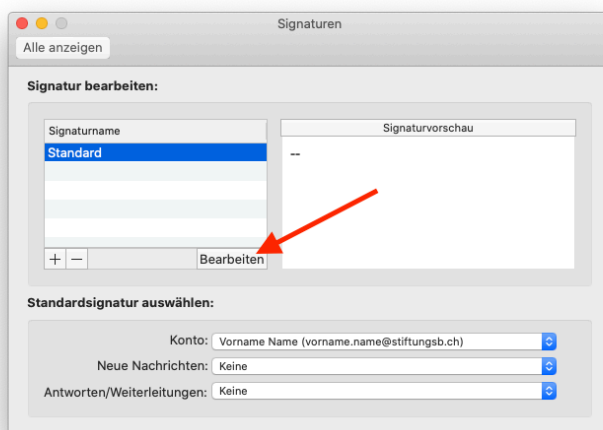 Signaturen
Alle anzeigen
Signatur bearbeiten:
Signaturname
Signaturvorschau
Standard
--
+ −
Bearbeiten
Standardsignatur auswählen:
Konto: Vorname Name (vorname.name@stiftungsb.ch)
Neue Nachrichten: Keine
Antworten/Weiterleitungen: Keine